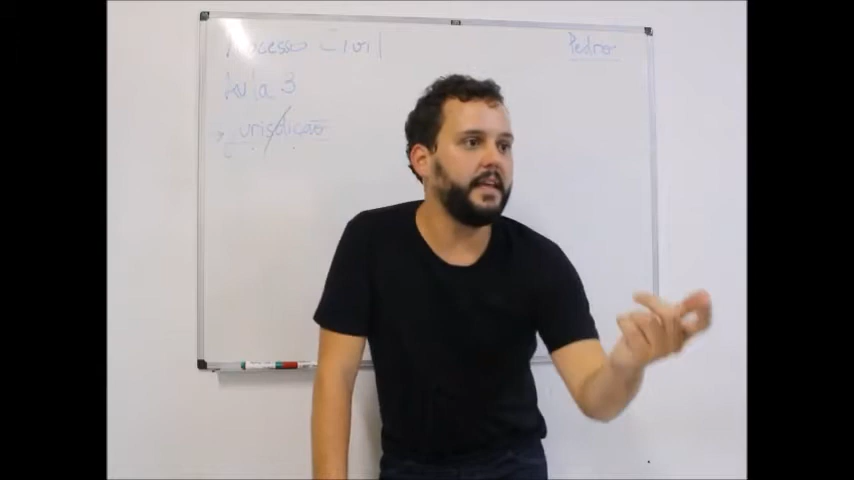 Processo Civil
Pedro
Aula 3
→ Jurisdição